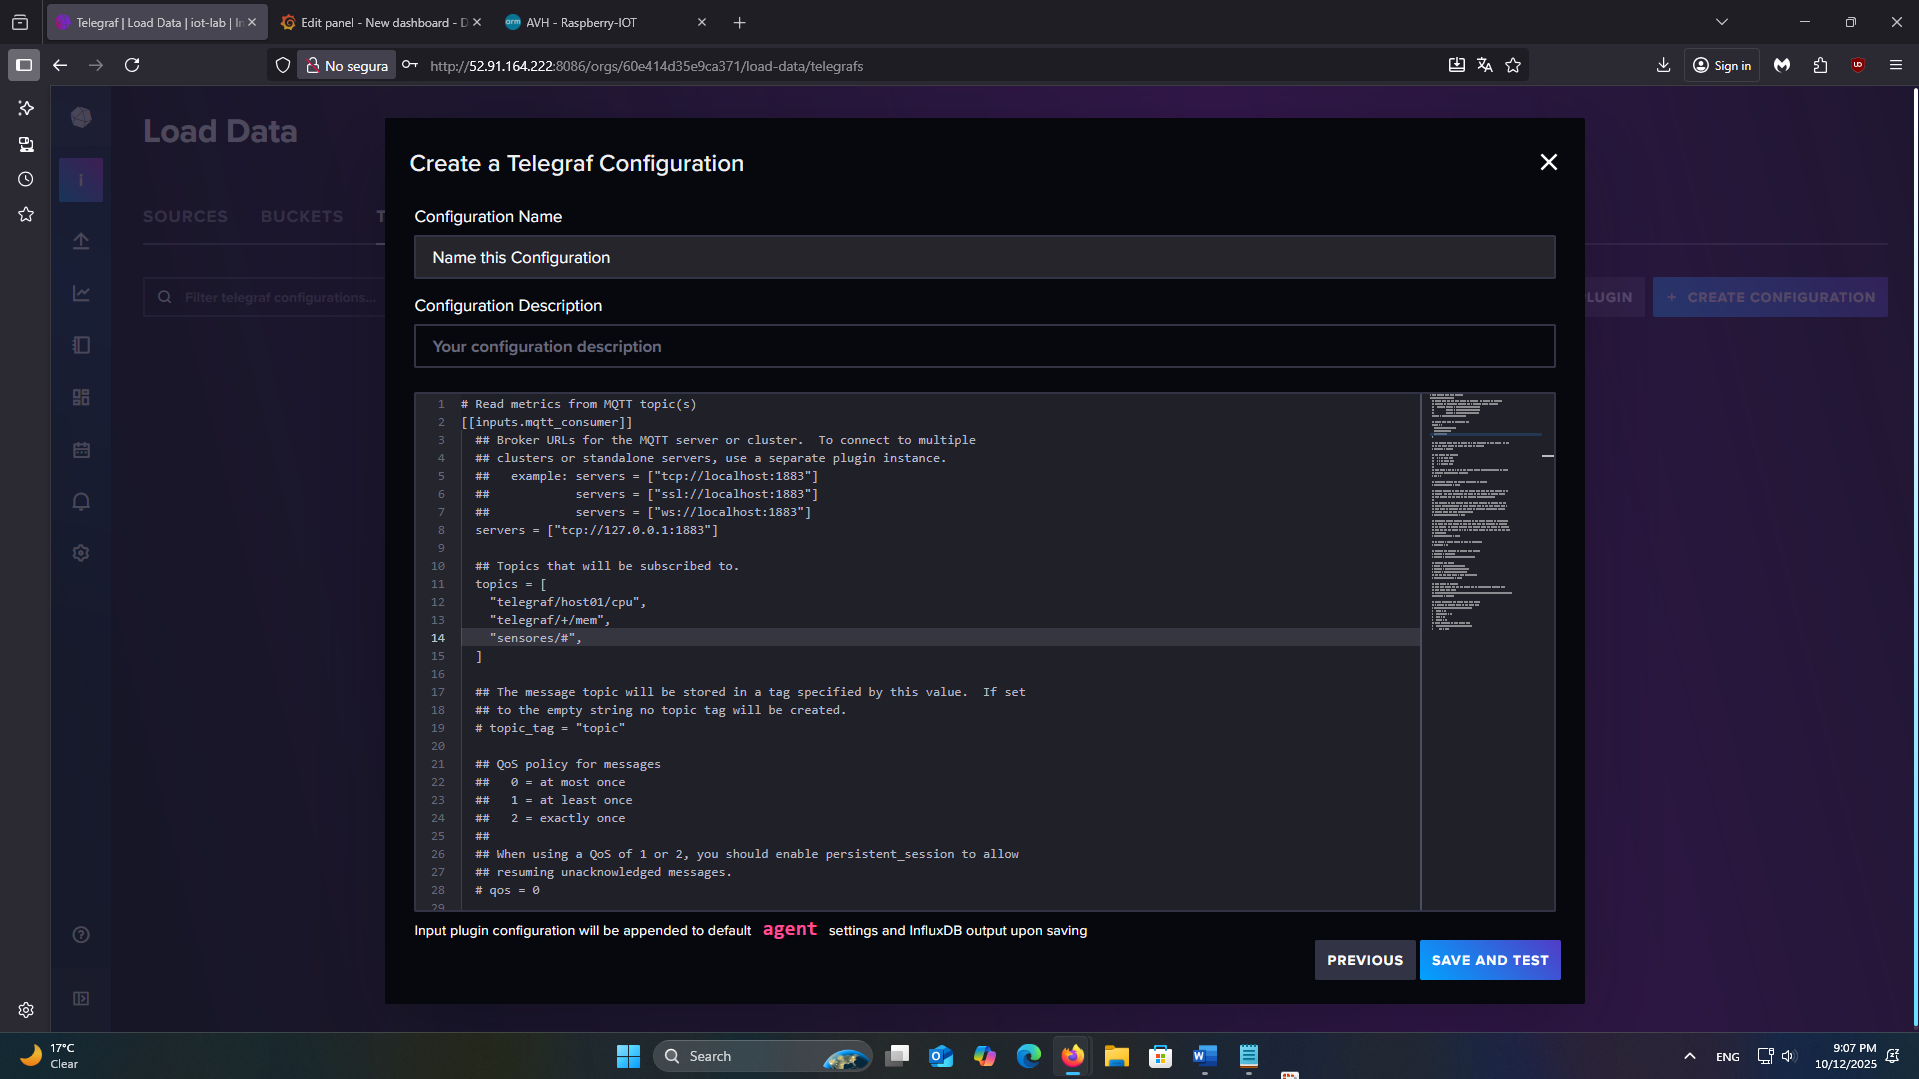 Telegraf | Load Data | iot-lab | In
Edit panel - New dashboard - D
arm AVH - Raspberry-IOT
No segura
http://52.91.164.222:8086/orgs/60e414d35e9ca371/load-data/telegrafs
Sign in
Load Data
Create a Telegraf Configuration
SOURCES
BUCKETS
T
Configuration Name
Name this Configuration
Filter telegraf configurations...
LUGIN
+ CREATE CONFIGURATION
Configuration Description
Your configuration description
1 # Read metrics from MQTT topic(s)
2 [[inputs.mqtt_consumer]]
3 ## Broker URLs for the MQTT server or cluster.  To connect to multiple
4 ## clusters or standalone servers, use a separate plugin instance.
5 ##   example: servers = ["tcp://localhost:1883"]
6 ##            servers = ["ssl://localhost:1883"]
7 ##            servers = ["ws://localhost:1883"]
8 servers = ["tcp://127.0.0.1:1883"]
9
10 ## Topics that will be subscribed to.
11 topics = [
12 "telegraf/host01/cpu",
13 "telegraf/+/mem",
14 "sensores/#",
15 ]
16
17 ## The message topic will be stored in a tag specified by this value.  If set
18 ## to the empty string no topic tag will be created.
19 # topic_tag = "topic"
20
21 ## QoS policy for messages
22 ##   0 = at most once
23 ##   1 = at least once
24 ##   2 = exactly once
25 ##
26 ## When using a QoS of 1 or 2, you should enable persistent_session to allow
27 ## resuming unacknowledged messages.
28 # qos = 0
29
Input plugin configuration will be appended to default agent settings and InfluxDB output upon saving
PREVIOUS
SAVE AND TEST
17°C
Clear
Search
ENG
9:07 PM
10/12/2025